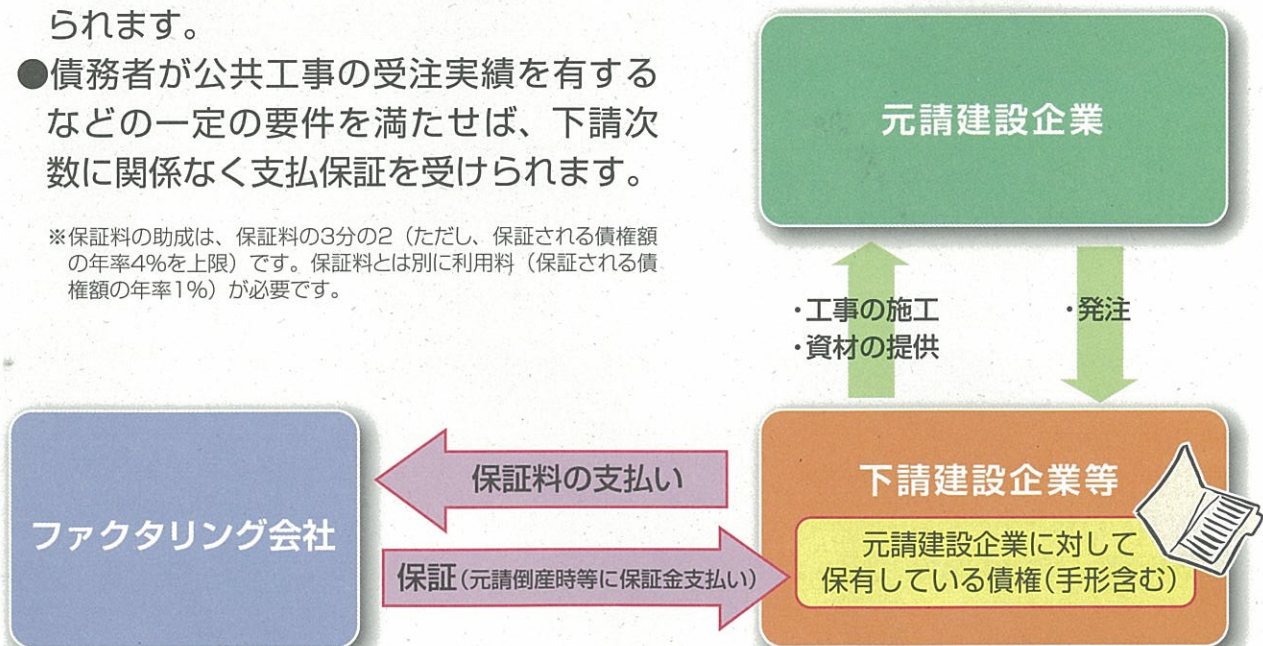 られます。
●債務者が公共工事の受注実績を有する
などの一定の要件を満たせば、下請次
数に関係なく支払保証を受けられます。
※保証料の助成は、保証料の3分の2（ただし、保証される債権額
の年率4%を上限）です。保証料とは別に利用料（保証される債
権額の年率1%）が必要です。
元請建設企業
・工事の施工
・資材の提供
・発注
ファクタリング会社
保証料の支払い
保証(元請倒産時等に保証金支払い)
下請建設企業等
元請建設企業に対して
保有している債権(手形含む)